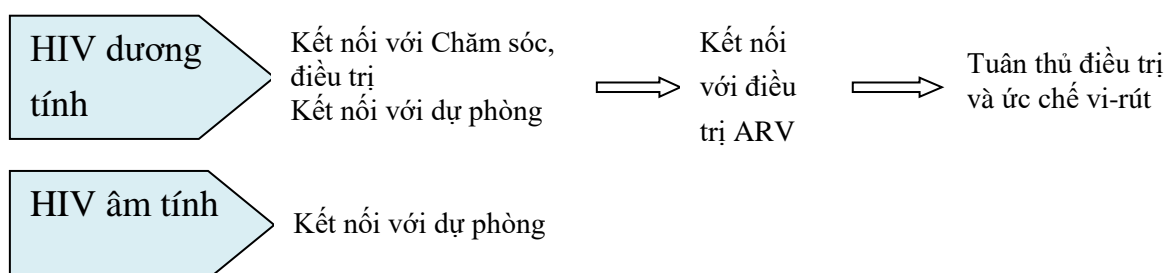 HIV dương
tính
Kết nối với Chăm sóc,
điều trị
Kết nối với dự phòng
Kết nối
với điều
trị ARV
Tuân thủ điều trị
và ức chế vi-rút
HIV âm tính
Kết nối với dự phòng